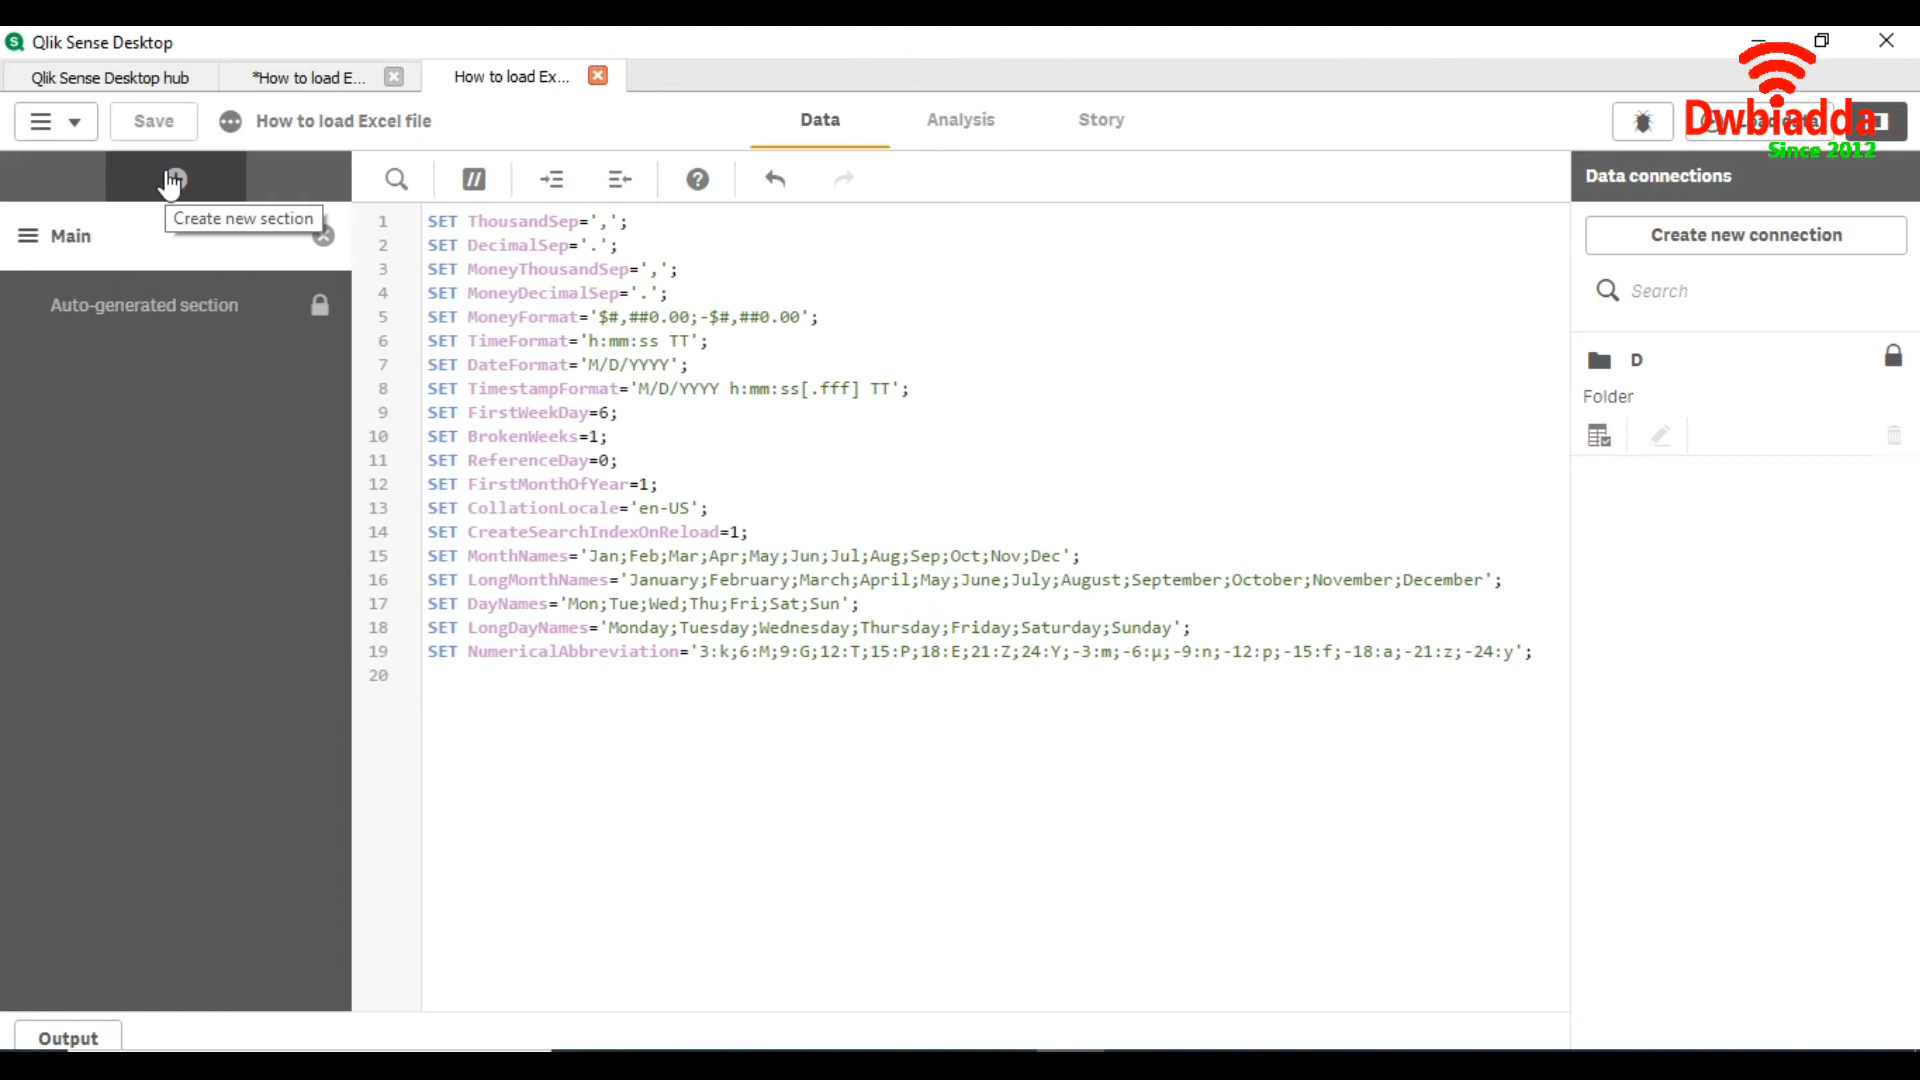 Qlik Sense Desktop
Qlik Sense Desktop hub
*How to load E...
How to load Ex...
Save
How to load Excel file
Data
Analysis
Story
Dwbiadda
Since 2012
Create new section
Main
Auto-generated section
1 SET ThousandSep=',';
2 SET DecimalSep='.';
3 SET MoneyThousandSep=',';
4 SET MoneyDecimalSep='.';
5 SET MoneyFormat='$#,##0.00;-$#,##0.00';
6 SET TimeFormat='h:mm:ss TT';
7 SET DateFormat='M/D/YYYY';
8 SET TimestampFormat='M/D/YYYY h:mm:ss[.fff] TT';
9 SET FirstWeekDay=6;
10 SET BrokenWeeks=1;
11 SET ReferenceDay=0;
12 SET FirstMonthOfYear=1;
13 SET CollationLocale='en-US';
14 SET CreateSearchIndexOnReload=1;
15 SET MonthNames='Jan;Feb;Mar;Apr;May;Jun;Jul;Aug;Sep;Oct;Nov;Dec';
16 SET LongMonthNames='January;February;March;April;May;June;July;August;September;October;November;December';
17 SET DayNames='Mon;Tue;Wed;Thu;Fri;Sat;Sun';
18 SET LongDayNames='Monday;Tuesday;Wednesday;Thursday;Friday;Saturday;Sunday';
19 SET NumericalAbbreviation='3:k;6:M;9:G;12:T;15:P;18:E;21:Z;24:Y;-3:m;-6:μ;-9:n;-12:p;-15:f;-18:a;-21:z;-24:y';
20
Data connections
Create new connection
Search
D
Folder
Output